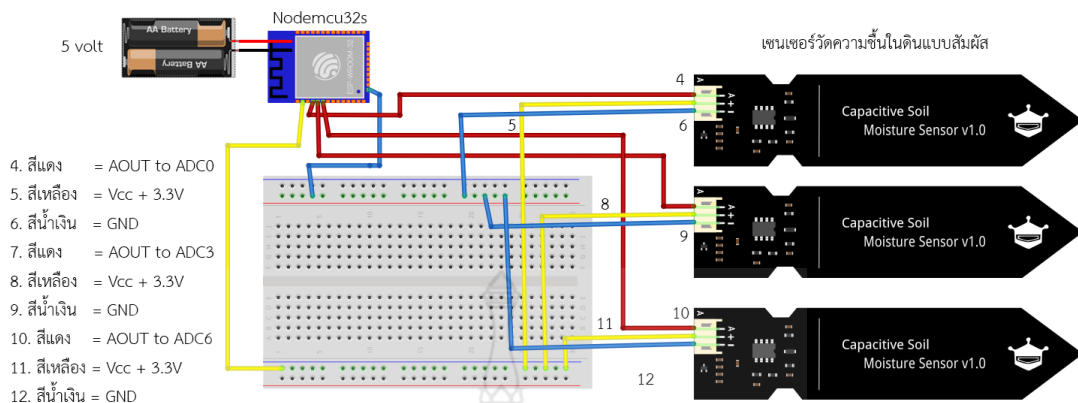 Nodemcu32s
5 volt
AA Battery
AA Battery
ESP-WROOM-32
เซนเซอร์วัดความชื้นในดินแบบสัมผัส
4
5
6
A
+
-
Capacitive Soil
Moisture Sensor v1.0
8
9
A
+
-
Capacitive Soil
Moisture Sensor v1.0
10
11
12
A
+
-
Capacitive Soil
Moisture Sensor v1.0
4. สีแดง = AOUT to ADC0
5. สีเหลือง = Vcc + 3.3V
6. สีน้ำเงิน = GND
7. สีแดง = AOUT to ADC3
8. สีเหลือง = Vcc + 3.3V
9. สีน้ำเงิน = GND
10. สีแดง = AOUT to ADC6
11. สีเหลือง = Vcc + 3.3V
12. สีน้ำเงิน = GND